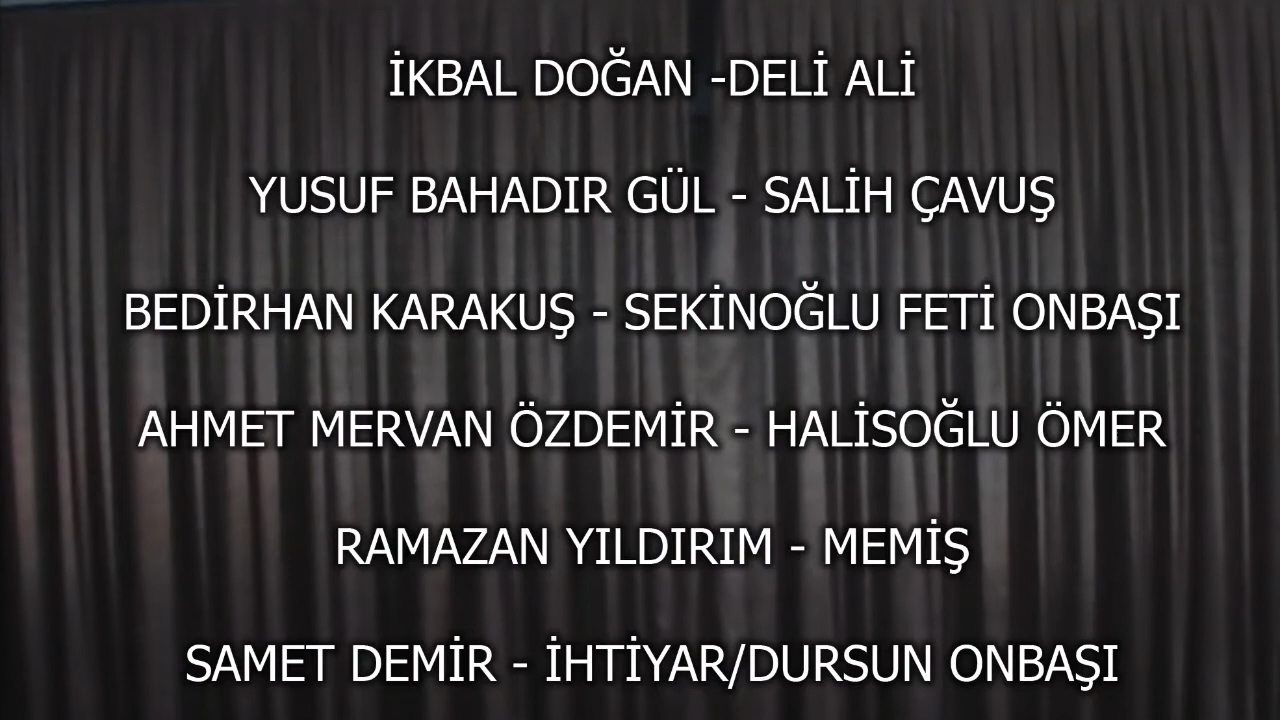 İKBAL DOĞAN -DELİ ALİ
YUSUF BAHADIR GÜL - SALİH ÇAVUŞ
BEDİRHAN KARAKUŞ - SEKİNOĞLU FETİ ONBAŞI
AHMET MERVAN ÖZDEMİR - HALİSOĞLU ÖMER
RAMAZAN YILDIRIM - MEMİŞ
SAMET DEMİR - İHTİYAR/DURSUN ONBAŞI